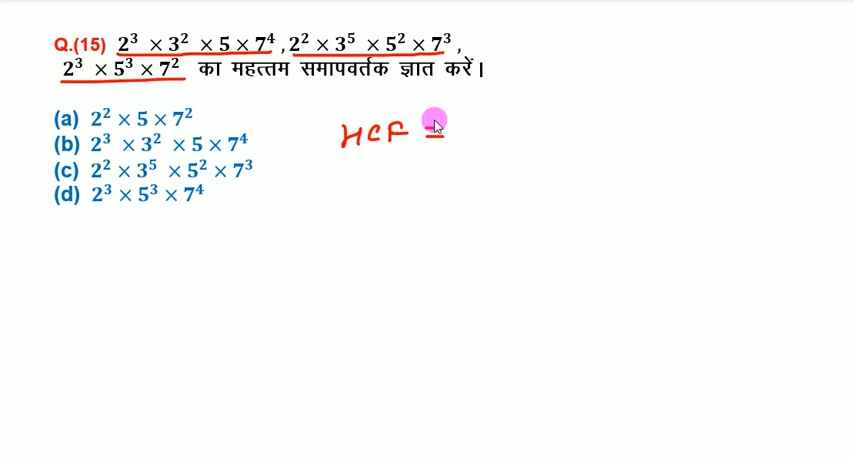 Q.(15) 2³ × 3² × 5 × 7⁴ , 2² × 3⁵ × 5² × 7³ ,
2³ × 5³ × 7² का महत्तम समापवर्तक ज्ञात करें।
(a) 2² × 5 × 7²
(b) 2³ × 3² × 5 × 7⁴
(c) 2² × 3⁵ × 5² × 7³
(d) 2³ × 5³ × 7⁴
HCF =